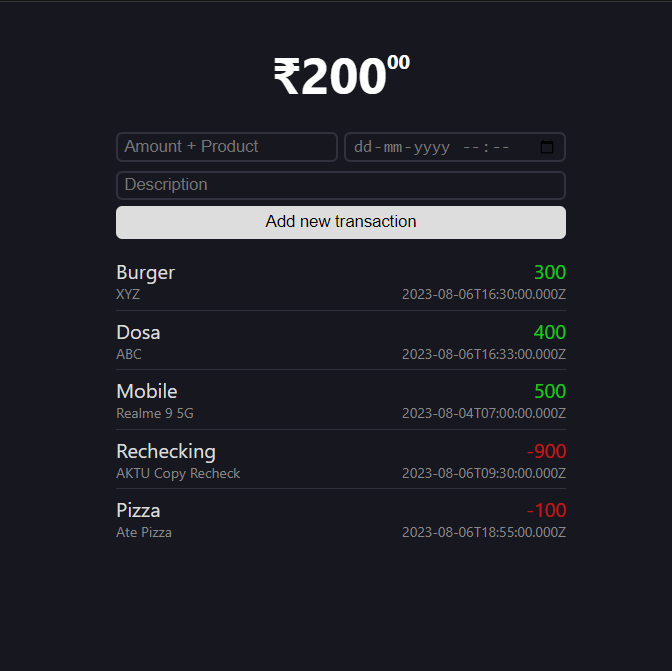 ₹200⁰⁰
Amount + Product dd-mm-yyyy --:--
Description
Add new transaction
Burger 300
XYZ 2023-08-06T16:30:00.000Z
Dosa 400
ABC 2023-08-06T16:33:00.000Z
Mobile 500
Realme 9 5G 2023-08-04T07:00:00.000Z
Rechecking -900
AKTU Copy Recheck 2023-08-06T09:30:00.000Z
Pizza -100
Ate Pizza 2023-08-06T18:55:00.000Z